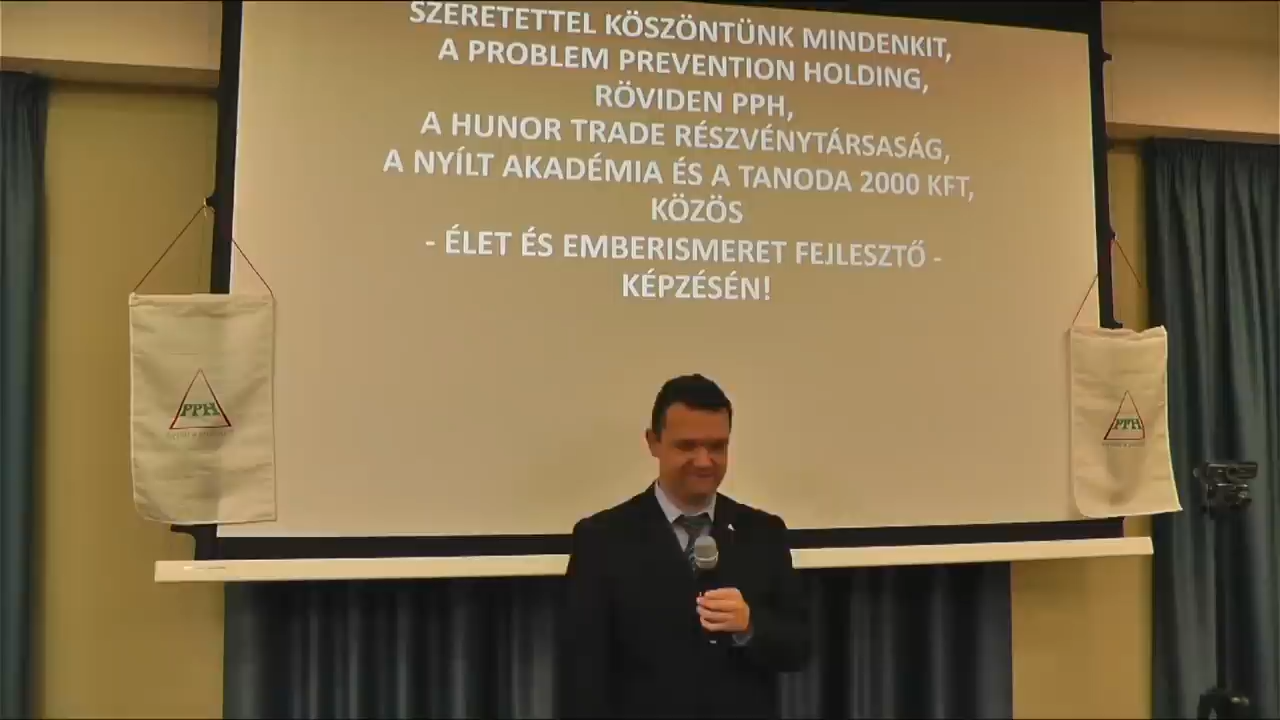 SZERETETTEL KÖSZÖNTÜNK MINDENKIT,
A PROBLEM PREVENTION HOLDING,
RÖVIDEN PPH,
A HUNOR TRADE RÉSZVÉNYTÁRSASÁG,
A NYÍLT AKADÉMIA ÉS A TANODA 2000 KFT,
KÖZÖS
- ÉLET ÉS EMBERISMERET FEJLESZTŐ -
KÉPZÉSÉN!
PPH
PPH